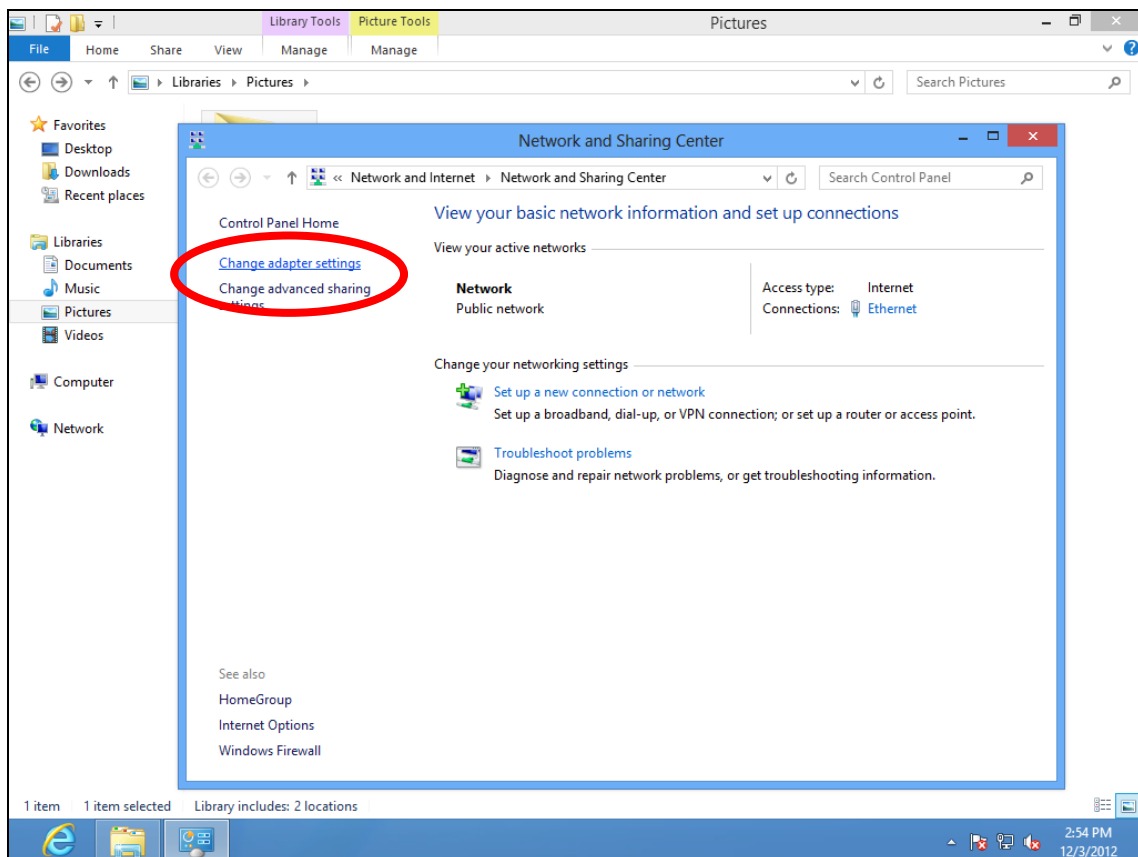 Library Tools Picture Tools Pictures
File Home Share View Manage Manage
Libraries Pictures Search Pictures
Favorites
Desktop
Downloads
Recent places
Libraries
Documents
Music
Pictures
Videos
Computer
Network
Network and Sharing Center
« Network and Internet Network and Sharing Center Search Control Panel
Control Panel Home
Change adapter settings
Change advanced sharing
settings
View your basic network information and set up connections
View your active networks
Network
Public network
Access type: Internet
Connections: Ethernet
Change your networking settings
Set up a new connection or network
Set up a broadband, dial-up, or VPN connection; or set up a router or access point.
Troubleshoot problems
Diagnose and repair network problems, or get troubleshooting information.
See also
HomeGroup
Internet Options
Windows Firewall
1 item 1 item selected Library includes: 2 locations
2:54 PM
12/3/2012